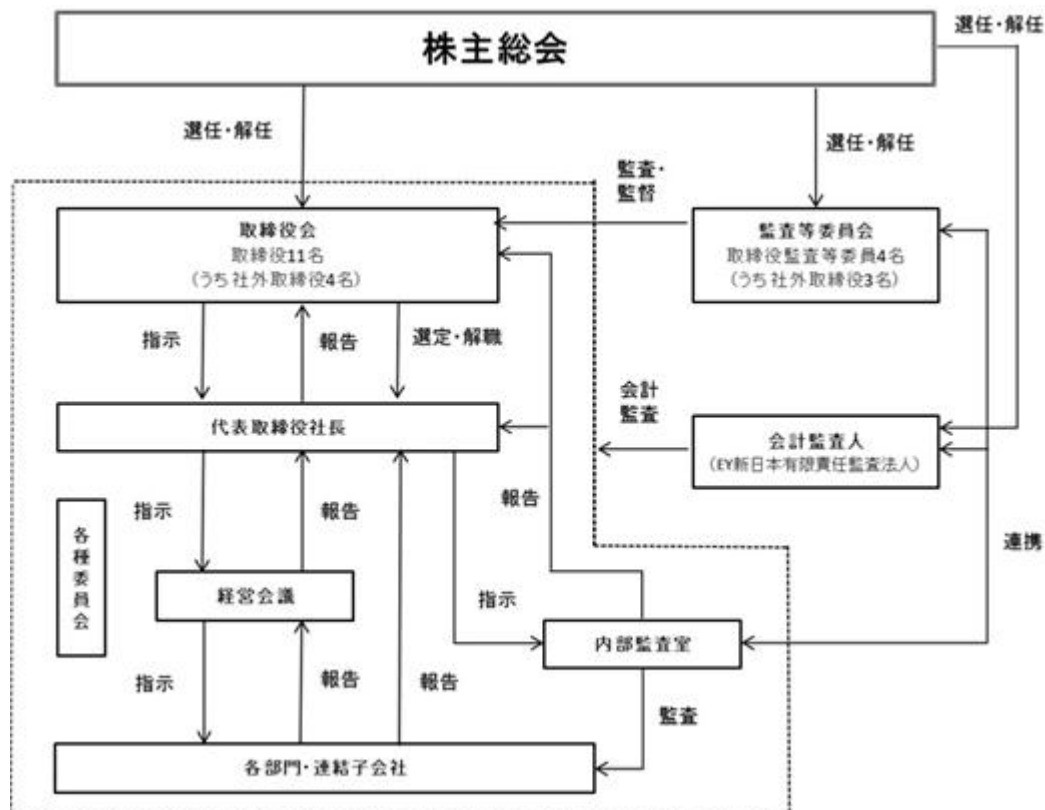 株主総会
選任・解任
選任・解任
選任・解任
監査・
監督
取締役会
取締役11名
(うち社外取締役4名)
監査等委員会
取締役監査等委員4名
(うち社外取締役3名)
指示
報告
選定・解職
会計
監査
代表取締役社長
会計監査人
(EY新日本有限責任監査法人)
各種委員会
指示
報告
報告
連携
経営会議
指示
内部監査室
指示
報告
報告
監査
各部門・連結子会社